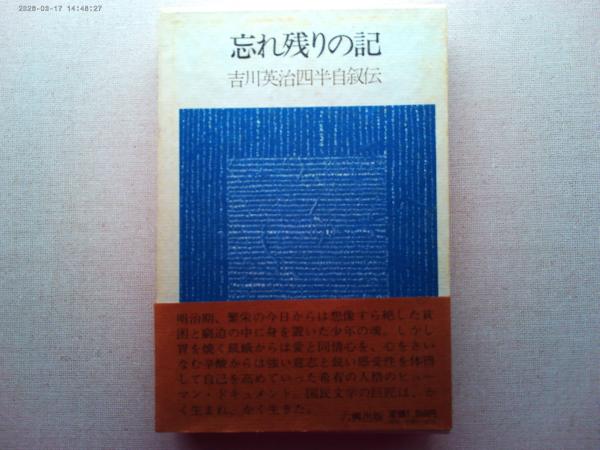 2026-03-17 14:48:27
忘れ残りの記
吉川英治四半自叙伝
明治期、繁栄の今日からは想像すら絶した貧
困と窮迫の中に身を置いた少年の魂。しかし
胃を焼く飢餓からは愛と同情心を、心をさい
なむ辛酸からは強い意志と鋭い感受性を体得
して自己を高めていった希有の人格のヒュー
マン・ドキュメント。国民文学の巨匠は、か
く生まれ、かく生きた。
六興出版